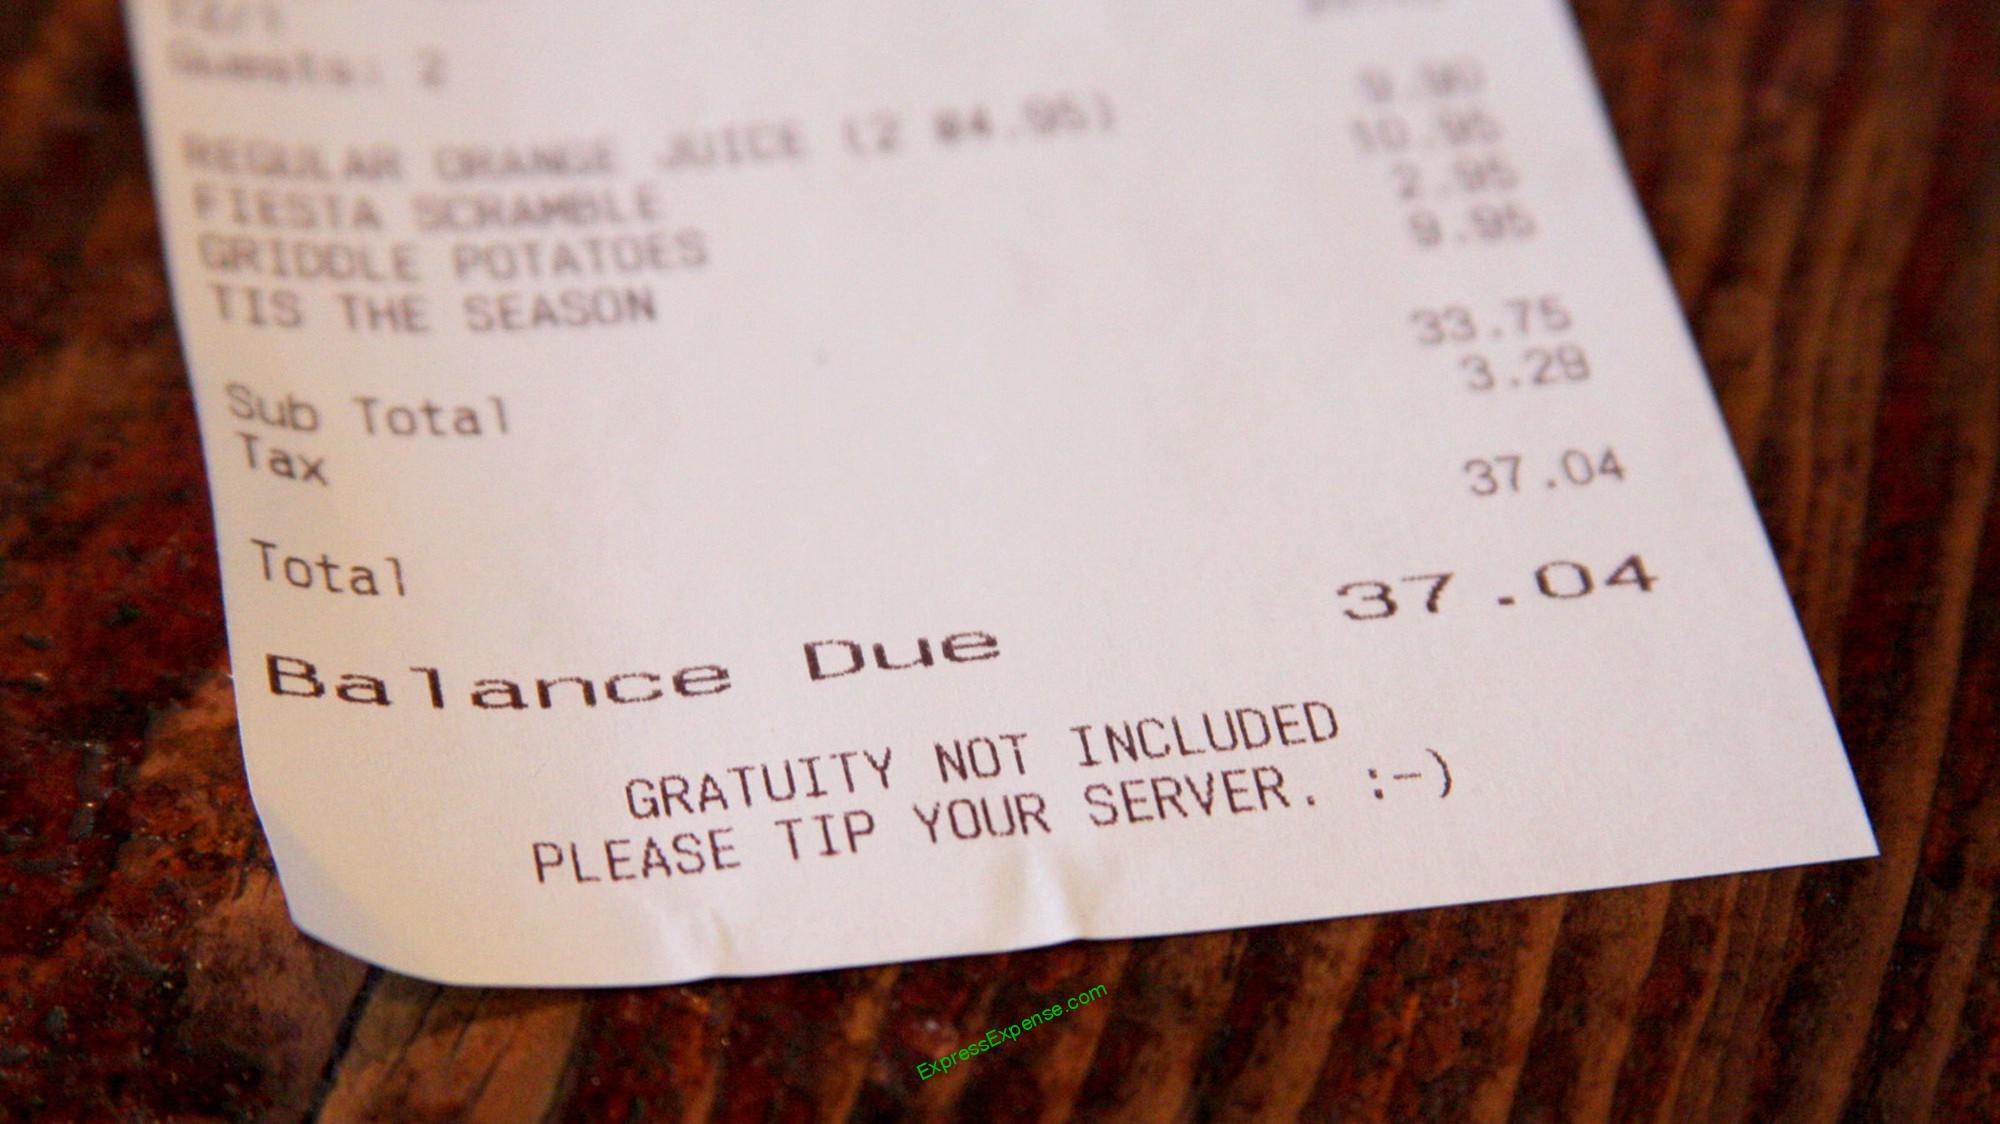 Guests: 2
REGULAR ORANGE JUICE (2 @4.95) 9.90
FIESTA SCRAMBLE 10.95
GRIDDLE POTATOES 2.95
TIS THE SEASON 9.95
Sub Total 33.75
Tax 3.29
Total 37.04
Balance Due 37.04
GRATUITY NOT INCLUDED
PLEASE TIP YOUR SERVER. :-)
ExpressExpense.com